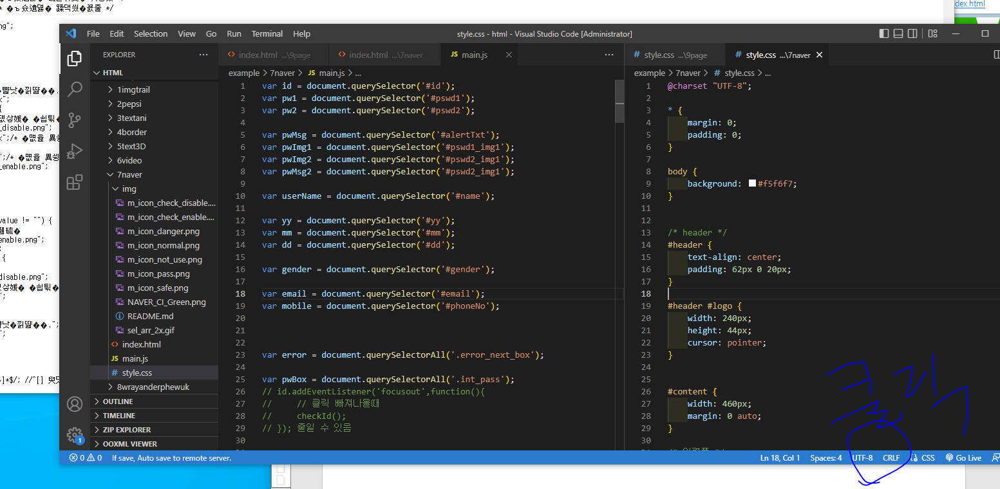 dex.html
ng";
_disable.png";
_enable.png";
value != "") {
enable.png";
disable.png";
File Edit Selection View Go Run Terminal Help
style.css - html - Visual Studio Code [Administrator]
EXPLORER
HTML
1imgtrail
2pepsi
3textani
4border
5text3D
6video
7naver
img
m_icon_check_disable....
m_icon_check_enable....
m_icon_danger.png
m_icon_normal.png
m_icon_not_use.png
m_icon_pass.png
m_icon_safe.png
NAVER_CI_Green.png
README.md
sel_arr_2x.gif
index.html
main.js
style.css
8wrayanderphewuk
OUTLINE
TIMELINE
ZIP EXPLORER
OOXML VIEWER
index.html ...\9page
index.html ...\7naver
JS main.js
example > 7naver > JS main.js > ...
1 var id = document.querySelector('#id');
2 var pw1 = document.querySelector('#pswd1');
3 var pw2 = document.querySelector('#pswd2');
4
5 var pwMsg = document.querySelector('#alertTxt');
6 var pwImg1 = document.querySelector('#pswd1_img1');
7 var pwImg2 = document.querySelector('#pswd2_img1');
8 var pwMsg2 = document.querySelector('#pswd2_img1');
9
10 var userName = document.querySelector('#name');
11
12 var yy = document.querySelector('#yy');
13 var mm = document.querySelector('#mm');
14 var dd = document.querySelector('#dd');
15
16 var gender = document.querySelector('#gender');
17
18 var email = document.querySelector('#email');
19 var mobile = document.querySelector('#phoneNo');
20
21
22
23 var error = document.querySelectorAll('.error_next_box');
24
25 var pwBox = document.querySelectorAll('.int_pass');
26 // id.addEventListener('focusout',function(){
27 // // 클릭 빠져나올때
28 // checkId();
29 // }); 줄일 수 있음
30
# style.css ...\9page
# style.css ...\7naver
example > 7naver > # style.css > ...
1 @charset "UTF-8";
2
3 * {
4 margin: 0;
5 padding: 0;
6 }
7
8 body {
9 background: #f5f6f7;
10 }
11
12
13 /* header */
14 #header {
15 text-align: center;
16 padding: 62px 0 20px;
17 }
18
19 #header #logo {
20 width: 240px;
21 height: 44px;
22 cursor: pointer;
23 }
24
25
26 #content {
27 width: 460px;
28 margin: 0 auto;
29 }
30
클릭
0 0 If save, Auto save to remote server.
Ln 18, Col 1 Spaces: 4 UTF-8 CRLF CSS Go Live
1